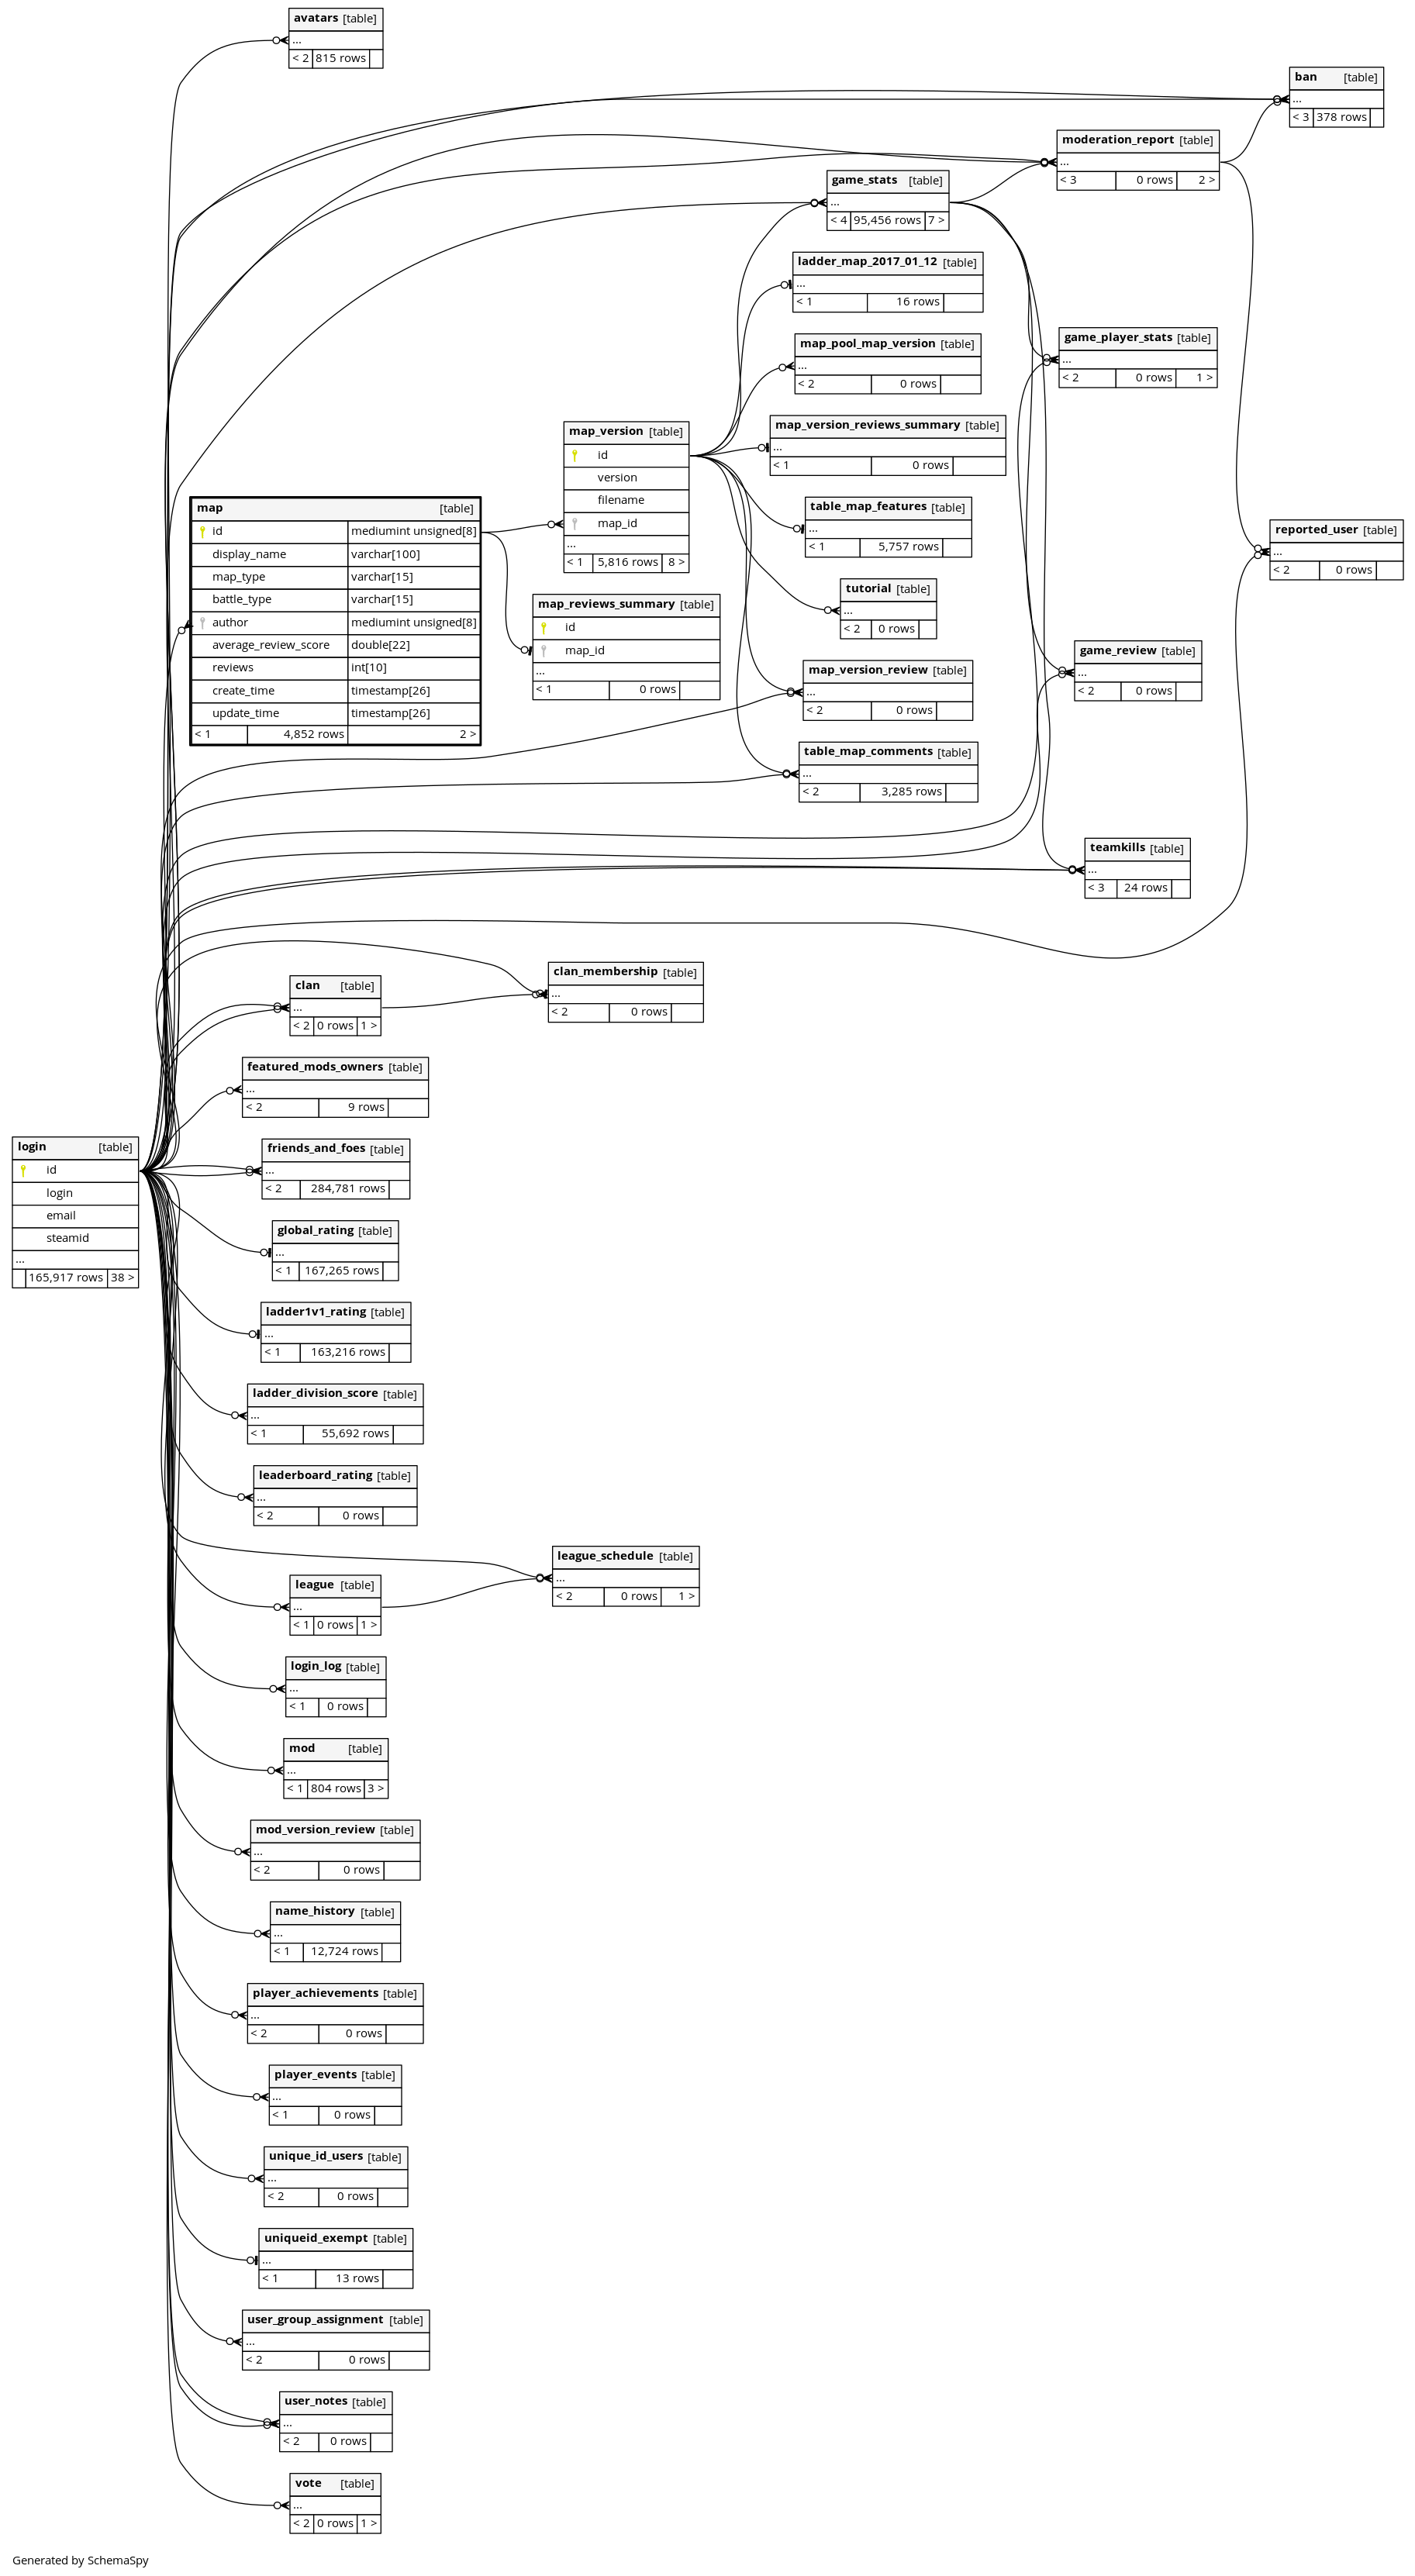 avatars [table]
...
< 2 815 rows
ban [table]
...
< 3 378 rows
moderation_report [table]
...
< 3 0 rows 2 >
game_stats [table]
...
< 4 95,456 rows 7 >
ladder_map_2017_01_12 [table]
...
< 1 16 rows
game_player_stats [table]
...
< 2 0 rows 1 >
map_pool_map_version [table]
...
< 2 0 rows
map_version_reviews_summary [table]
...
< 1 0 rows
map_version [table]
id
version
filename
map_id
...
< 1 5,816 rows 8 >
table_map_features [table]
...
< 1 5,757 rows
map [table]
id mediumint unsigned[8]
display_name varchar[100]
map_type varchar[15]
battle_type varchar[15]
author mediumint unsigned[8]
average_review_score double[22]
reviews int[10]
create_time timestamp[26]
update_time timestamp[26]
< 1 4,852 rows 2 >
reported_user [table]
...
< 2 0 rows
tutorial [table]
...
< 2 0 rows
map_reviews_summary [table]
id
map_id
...
< 1 0 rows
game_review [table]
...
< 2 0 rows
map_version_review [table]
...
< 2 0 rows
table_map_comments [table]
...
< 2 3,285 rows
teamkills [table]
...
< 3 24 rows
clan_membership [table]
...
< 2 0 rows
clan [table]
...
< 2 0 rows 1 >
featured_mods_owners [table]
...
< 2 9 rows
login [table]
id
login
email
steamid
...
165,917 rows 38 >
friends_and_foes [table]
...
< 2 284,781 rows
global_rating [table]
...
< 1 167,265 rows
ladder1v1_rating [table]
...
< 1 163,216 rows
ladder_division_score [table]
...
< 1 55,692 rows
leaderboard_rating [table]
...
< 2 0 rows
league_schedule [table]
...
< 2 0 rows 1 >
league [table]
...
< 1 0 rows 1 >
login_log [table]
...
< 1 0 rows
mod [table]
...
< 1 804 rows 3 >
mod_version_review [table]
...
< 2 0 rows
name_history [table]
...
< 1 12,724 rows
player_achievements [table]
...
< 2 0 rows
player_events [table]
...
< 1 0 rows
unique_id_users [table]
...
< 2 0 rows
uniqueid_exempt [table]
...
< 1 13 rows
user_group_assignment [table]
...
< 2 0 rows
user_notes [table]
...
< 2 0 rows
vote [table]
...
< 2 0 rows 1 >
Generated by SchemaSpy